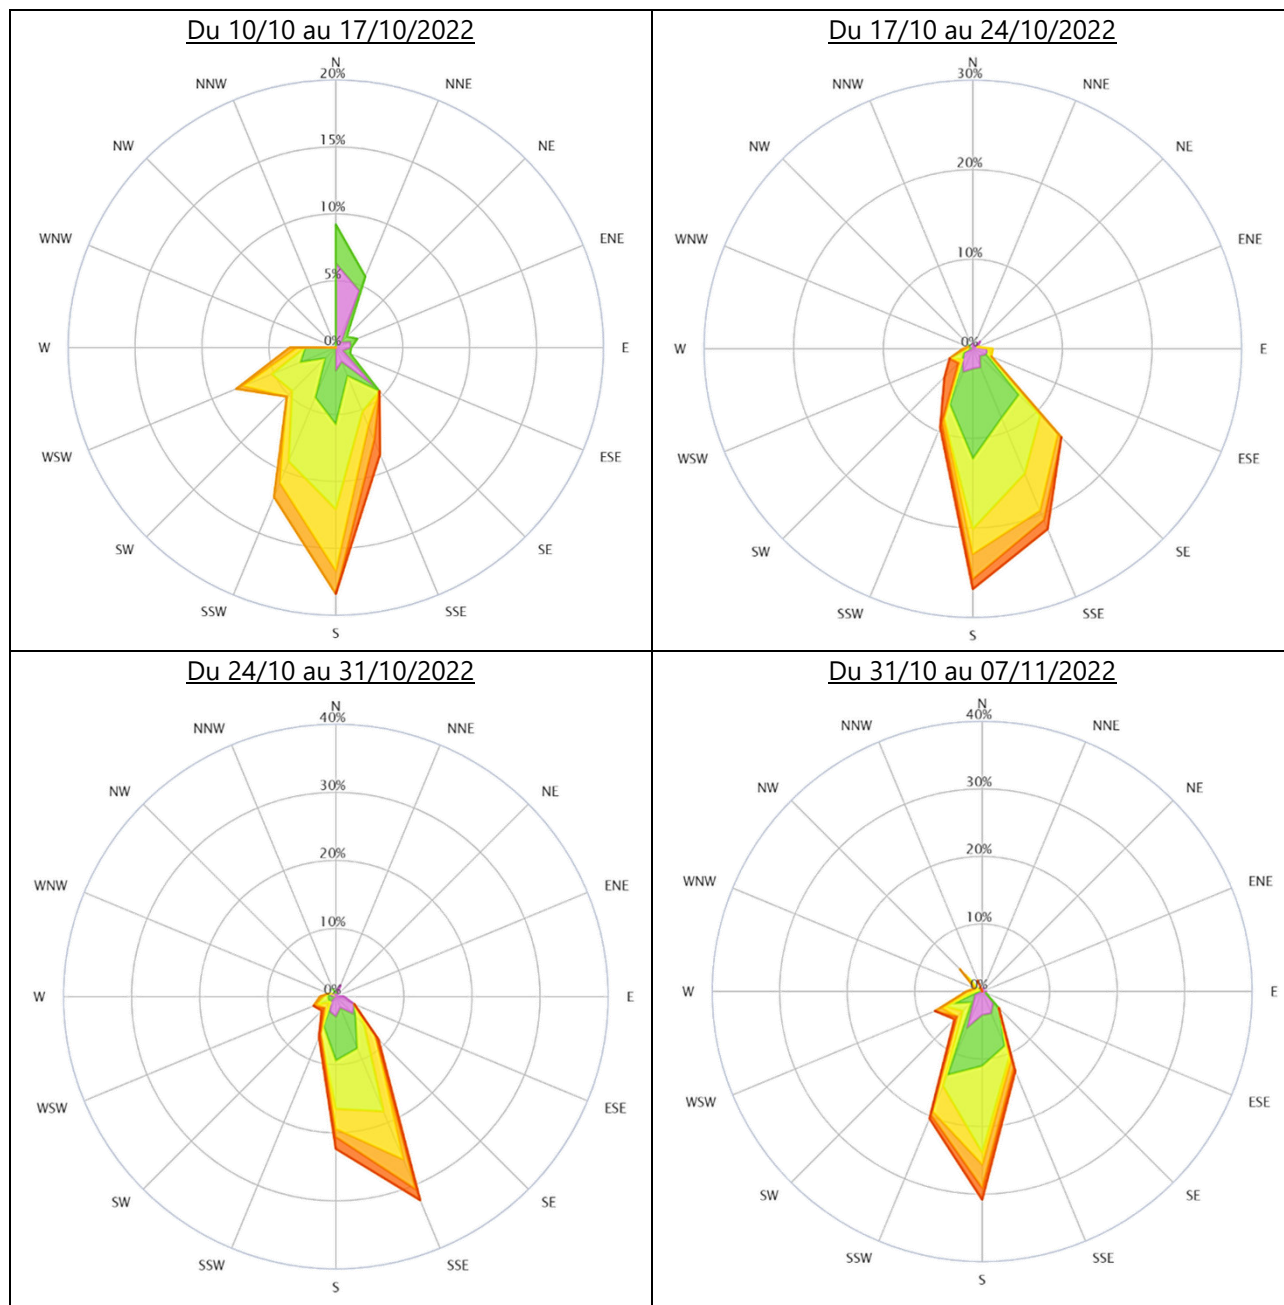 Du 10/10 au 17/10/2022
N
20%
NNW
NNE
15%
NW
NE
10%
WNW
ENE
5%
0%
W
E
WSW
ESE
SW
SE
SSW
SSE
S
Du 17/10 au 24/10/2022
N
30%
NNW
NNE
NW
NE
20%
WNW
ENE
10%
0%
W
E
WSW
ESE
SW
SE
SSW
SSE
S
Du 24/10 au 31/10/2022
N
40%
NNW
NNE
30%
NW
NE
20%
WNW
ENE
10%
0%
W
E
WSW
ESE
SW
SE
SSW
SSE
S
Du 31/10 au 07/11/2022
N
40%
NNW
NNE
30%
NW
NE
20%
WNW
ENE
10%
0%
W
E
WSW
ESE
SW
SE
SSW
SSE
S